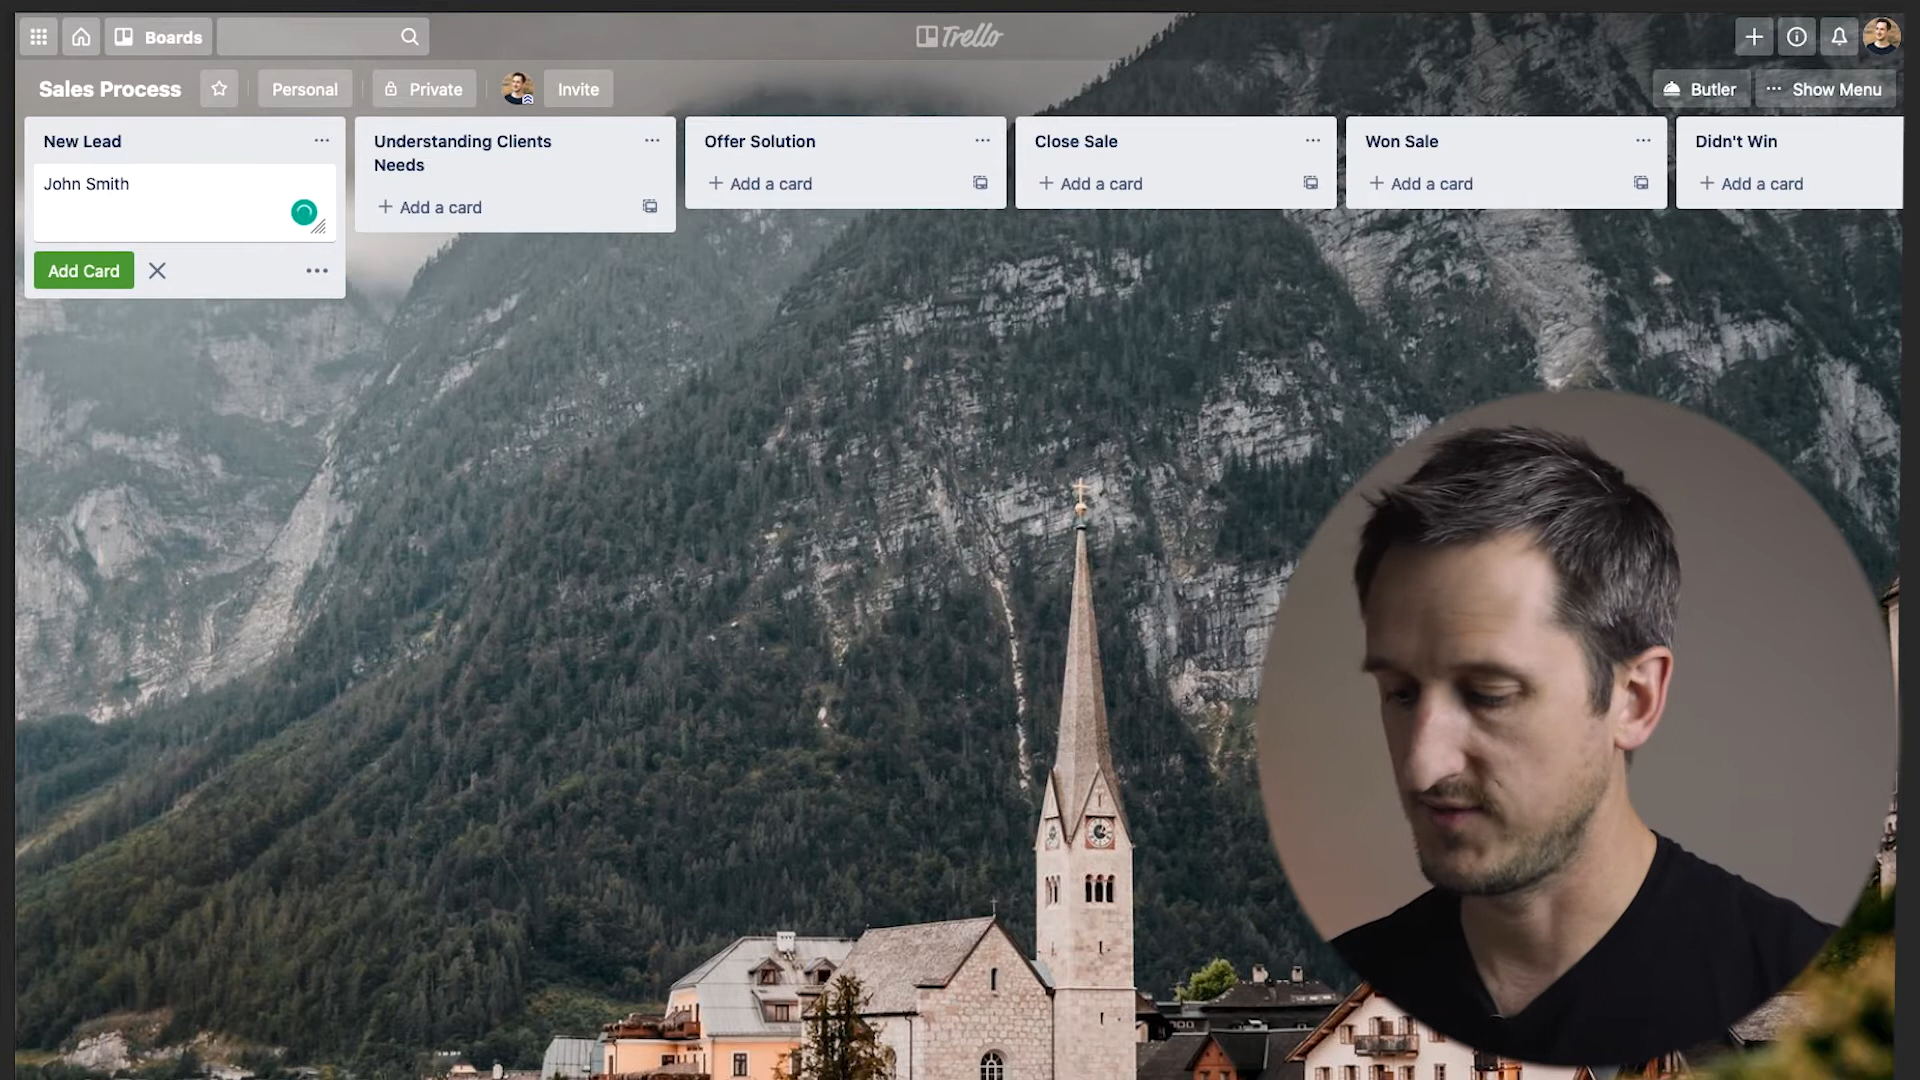 Boards
Trello
Sales Process
Personal
Private
Invite
Butler
Show Menu
New Lead
John Smith
Add Card
Understanding Clients
Needs
Add a card
Offer Solution
Add a card
Close Sale
Add a card
Won Sale
Add a card
Didn't Win
Add a card